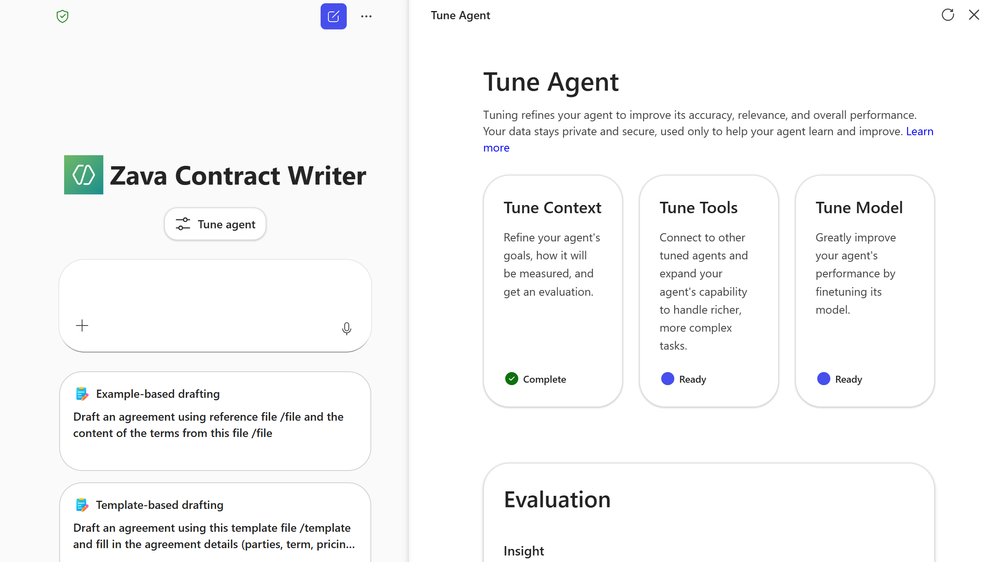 Tune Agent
Zava Contract Writer
Tune agent
Example-based drafting
Draft an agreement using reference file /file and the
content of the terms from this file /file
Template-based drafting
Draft an agreement using this template file /template
and fill in the agreement details (parties, term, pricin...
Tune Agent
Tuning refines your agent to improve its accuracy, relevance, and overall performance.
Your data stays private and secure, used only to help your agent learn and improve. Learn
more
Tune Context
Refine your agent's
goals, how it will
be measured, and
get an evaluation.
Complete
Tune Tools
Connect to other
tuned agents and
expand your
agent's capability
to handle richer,
more complex
tasks.
Ready
Tune Model
Greatly improve
your agent's
performance by
finetuning its
model.
Ready
Evaluation
Insight